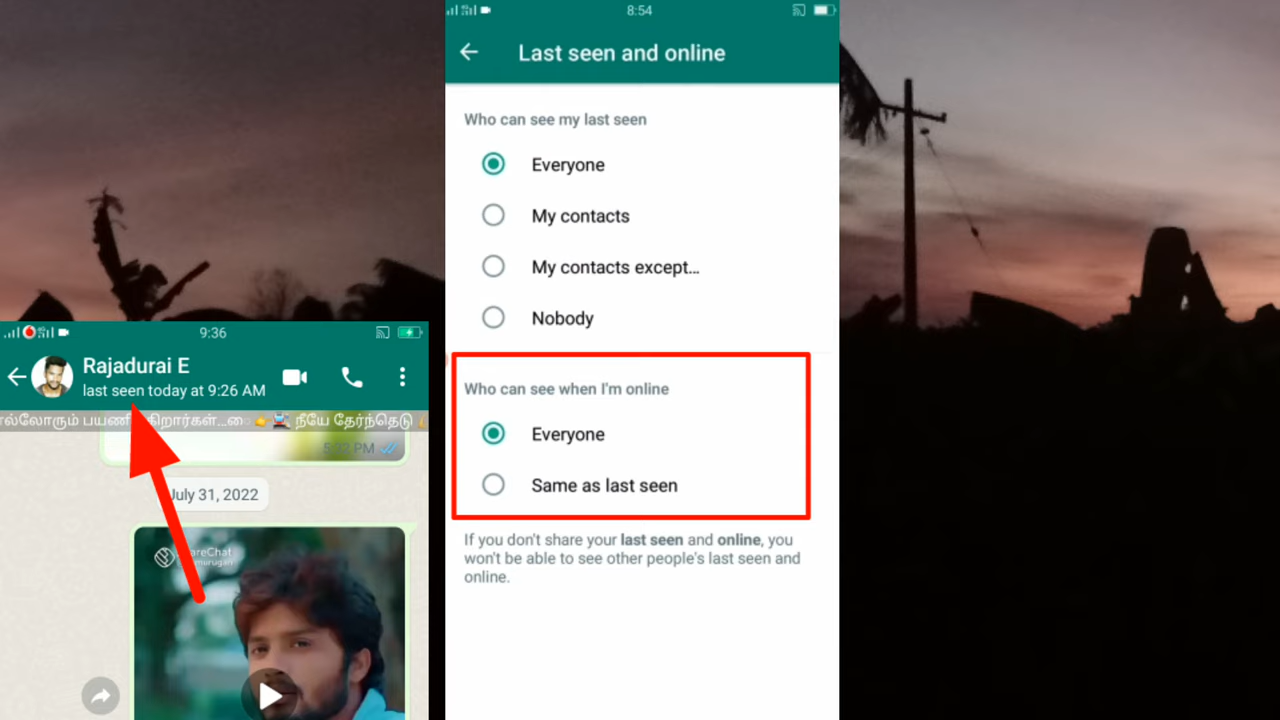 9:36
Rajadurai E
last seen today at 9:26 AM
நீயே தேர்ந்தெடு
5:32 PM
July 31, 2022
8:54
Last seen and online
Who can see my last seen
Everyone
My contacts
My contacts except...
Nobody
Who can see when I'm online
Everyone
Same as last seen
If you don't share your last seen and online, you
won't be able to see other people's last seen and
online.